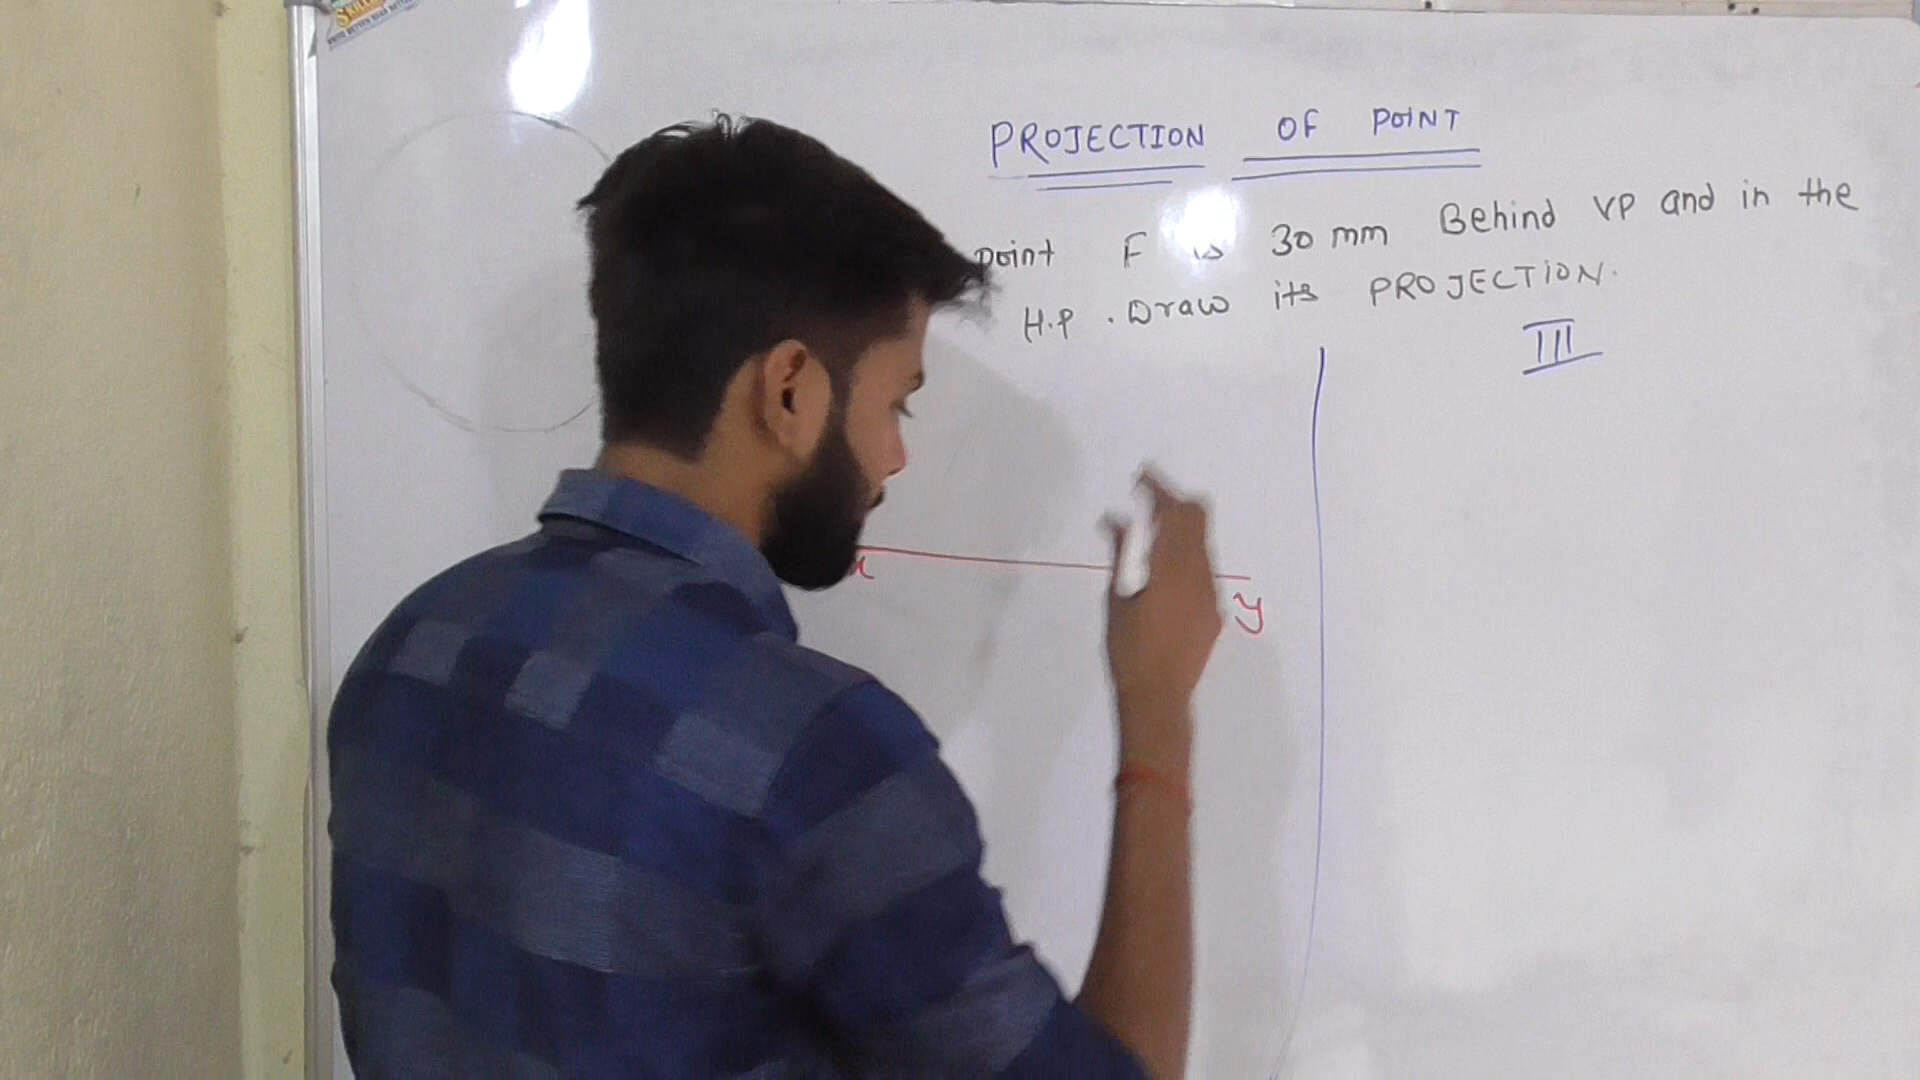 PROJECTION OF POINT
point F is 30 mm Behind VP and in the
H.P . Draw its PROJECTION.
III
x
y